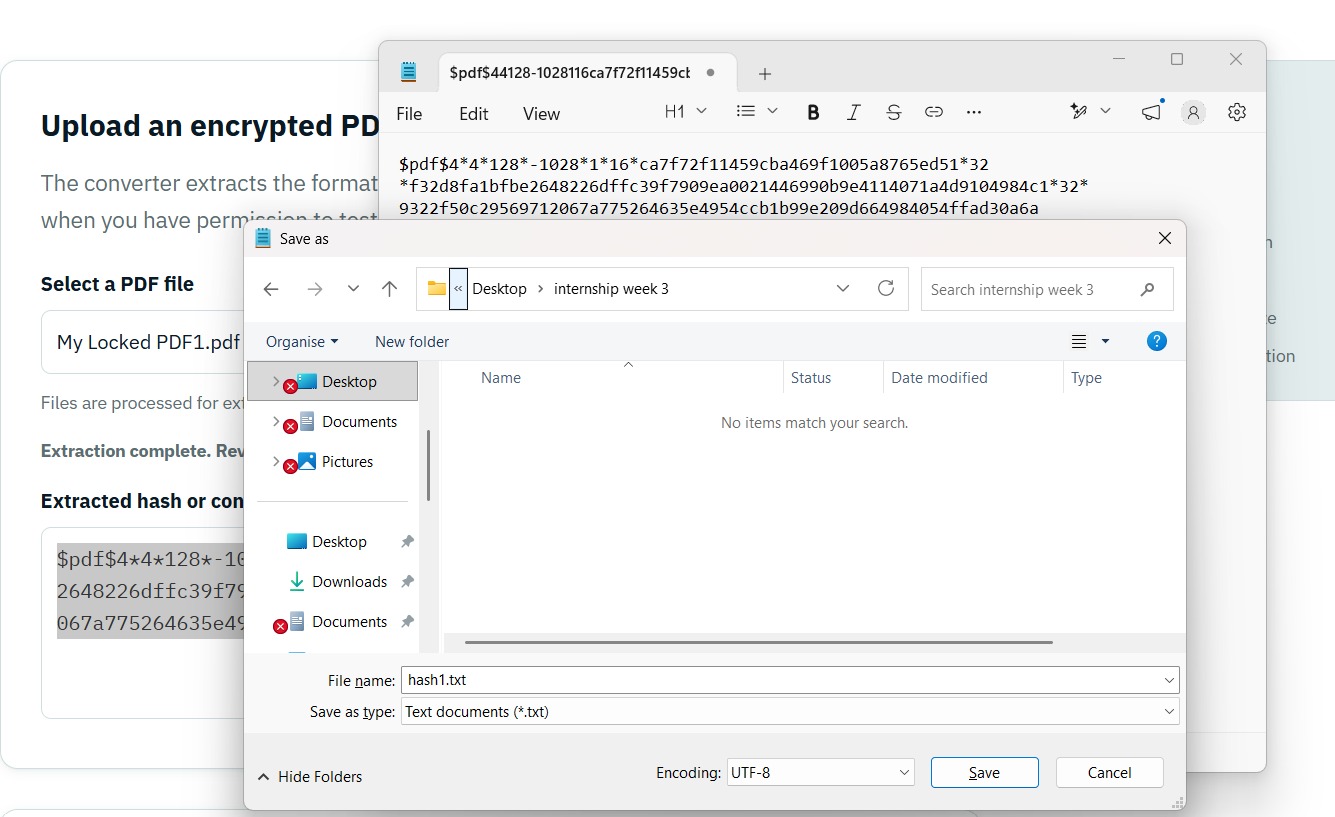 $pdf$44128-1028116ca7f72f11459cb
File Edit View H1
$pdf$4*4*128*-1028*1*16*ca7f72f11459cba469f1005a8765ed51*32
*f32d8fa1bfbe2648226dffc39f7909ea0021446990b9e4114071a4d9104984c1*32*
9322f50c29569712067a775264635e4954ccb1b99e209d664984054ffad30a6a
Upload an encrypted PD
The converter extracts the format
when you have permission to test
Select a PDF file
My Locked PDF1.pdf
Files are processed for ex
Extraction complete. Rev
Extracted hash or con
$pdf$4*4*128*-10
2648226dffc39f79
067a775264635e49
Save as
« Desktop › internship week 3
Search internship week 3
Organise New folder
?
Desktop
Documents
Pictures
Desktop
Downloads
Documents
Name Status Date modified Type
No items match your search.
File name: hash1.txt
Save as type: Text documents (*.txt)
Hide Folders
Encoding: UTF-8 Save Cancel